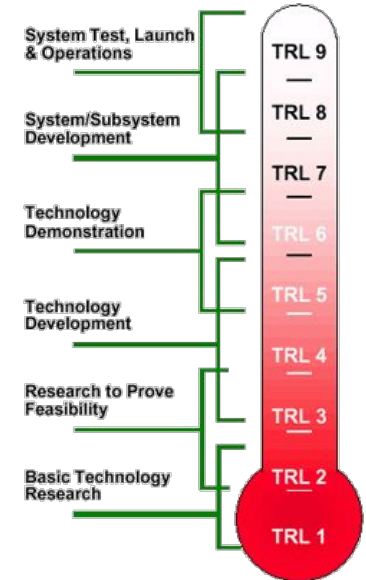 System Test, Launch
& Operations
System/Subsystem
Development
Technology
Demonstration
Technology
Development
Research to Prove
Feasibility
Basic Technology
Research
TRL 9
TRL 8
TRL 7
TRL 6
TRL 5
TRL 4
TRL 3
TRL 2
TRL 1